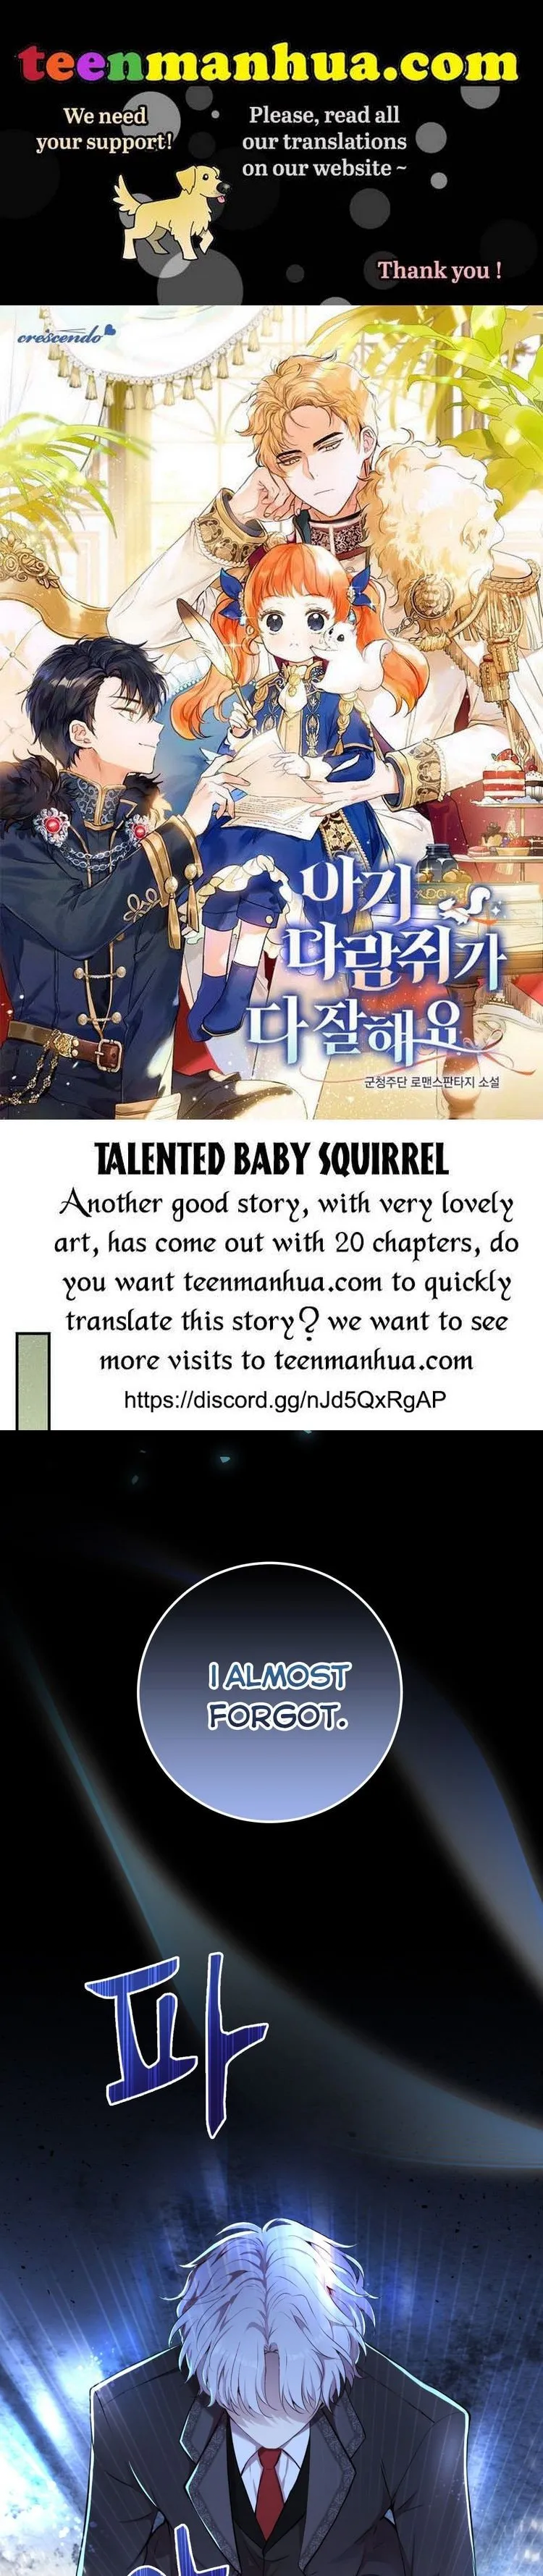 teenmanhua.com
We need
your support!
Please, read all
our translations
on our website ~
Thank you !
crescendo
아기
다람쥐가
다 잘해요
군청주단 로맨스판타지 소설
TALENTED BABY SQUIRREL
Another good story, with very lovely
art, has come out with 20 chapters, do
you want teenmanhua.com to quickly
translate this story? we want to see
more visits to teenmanhua.com
https://discord.gg/nJd5QxRgAP
I ALMOST
FORGOT.
파